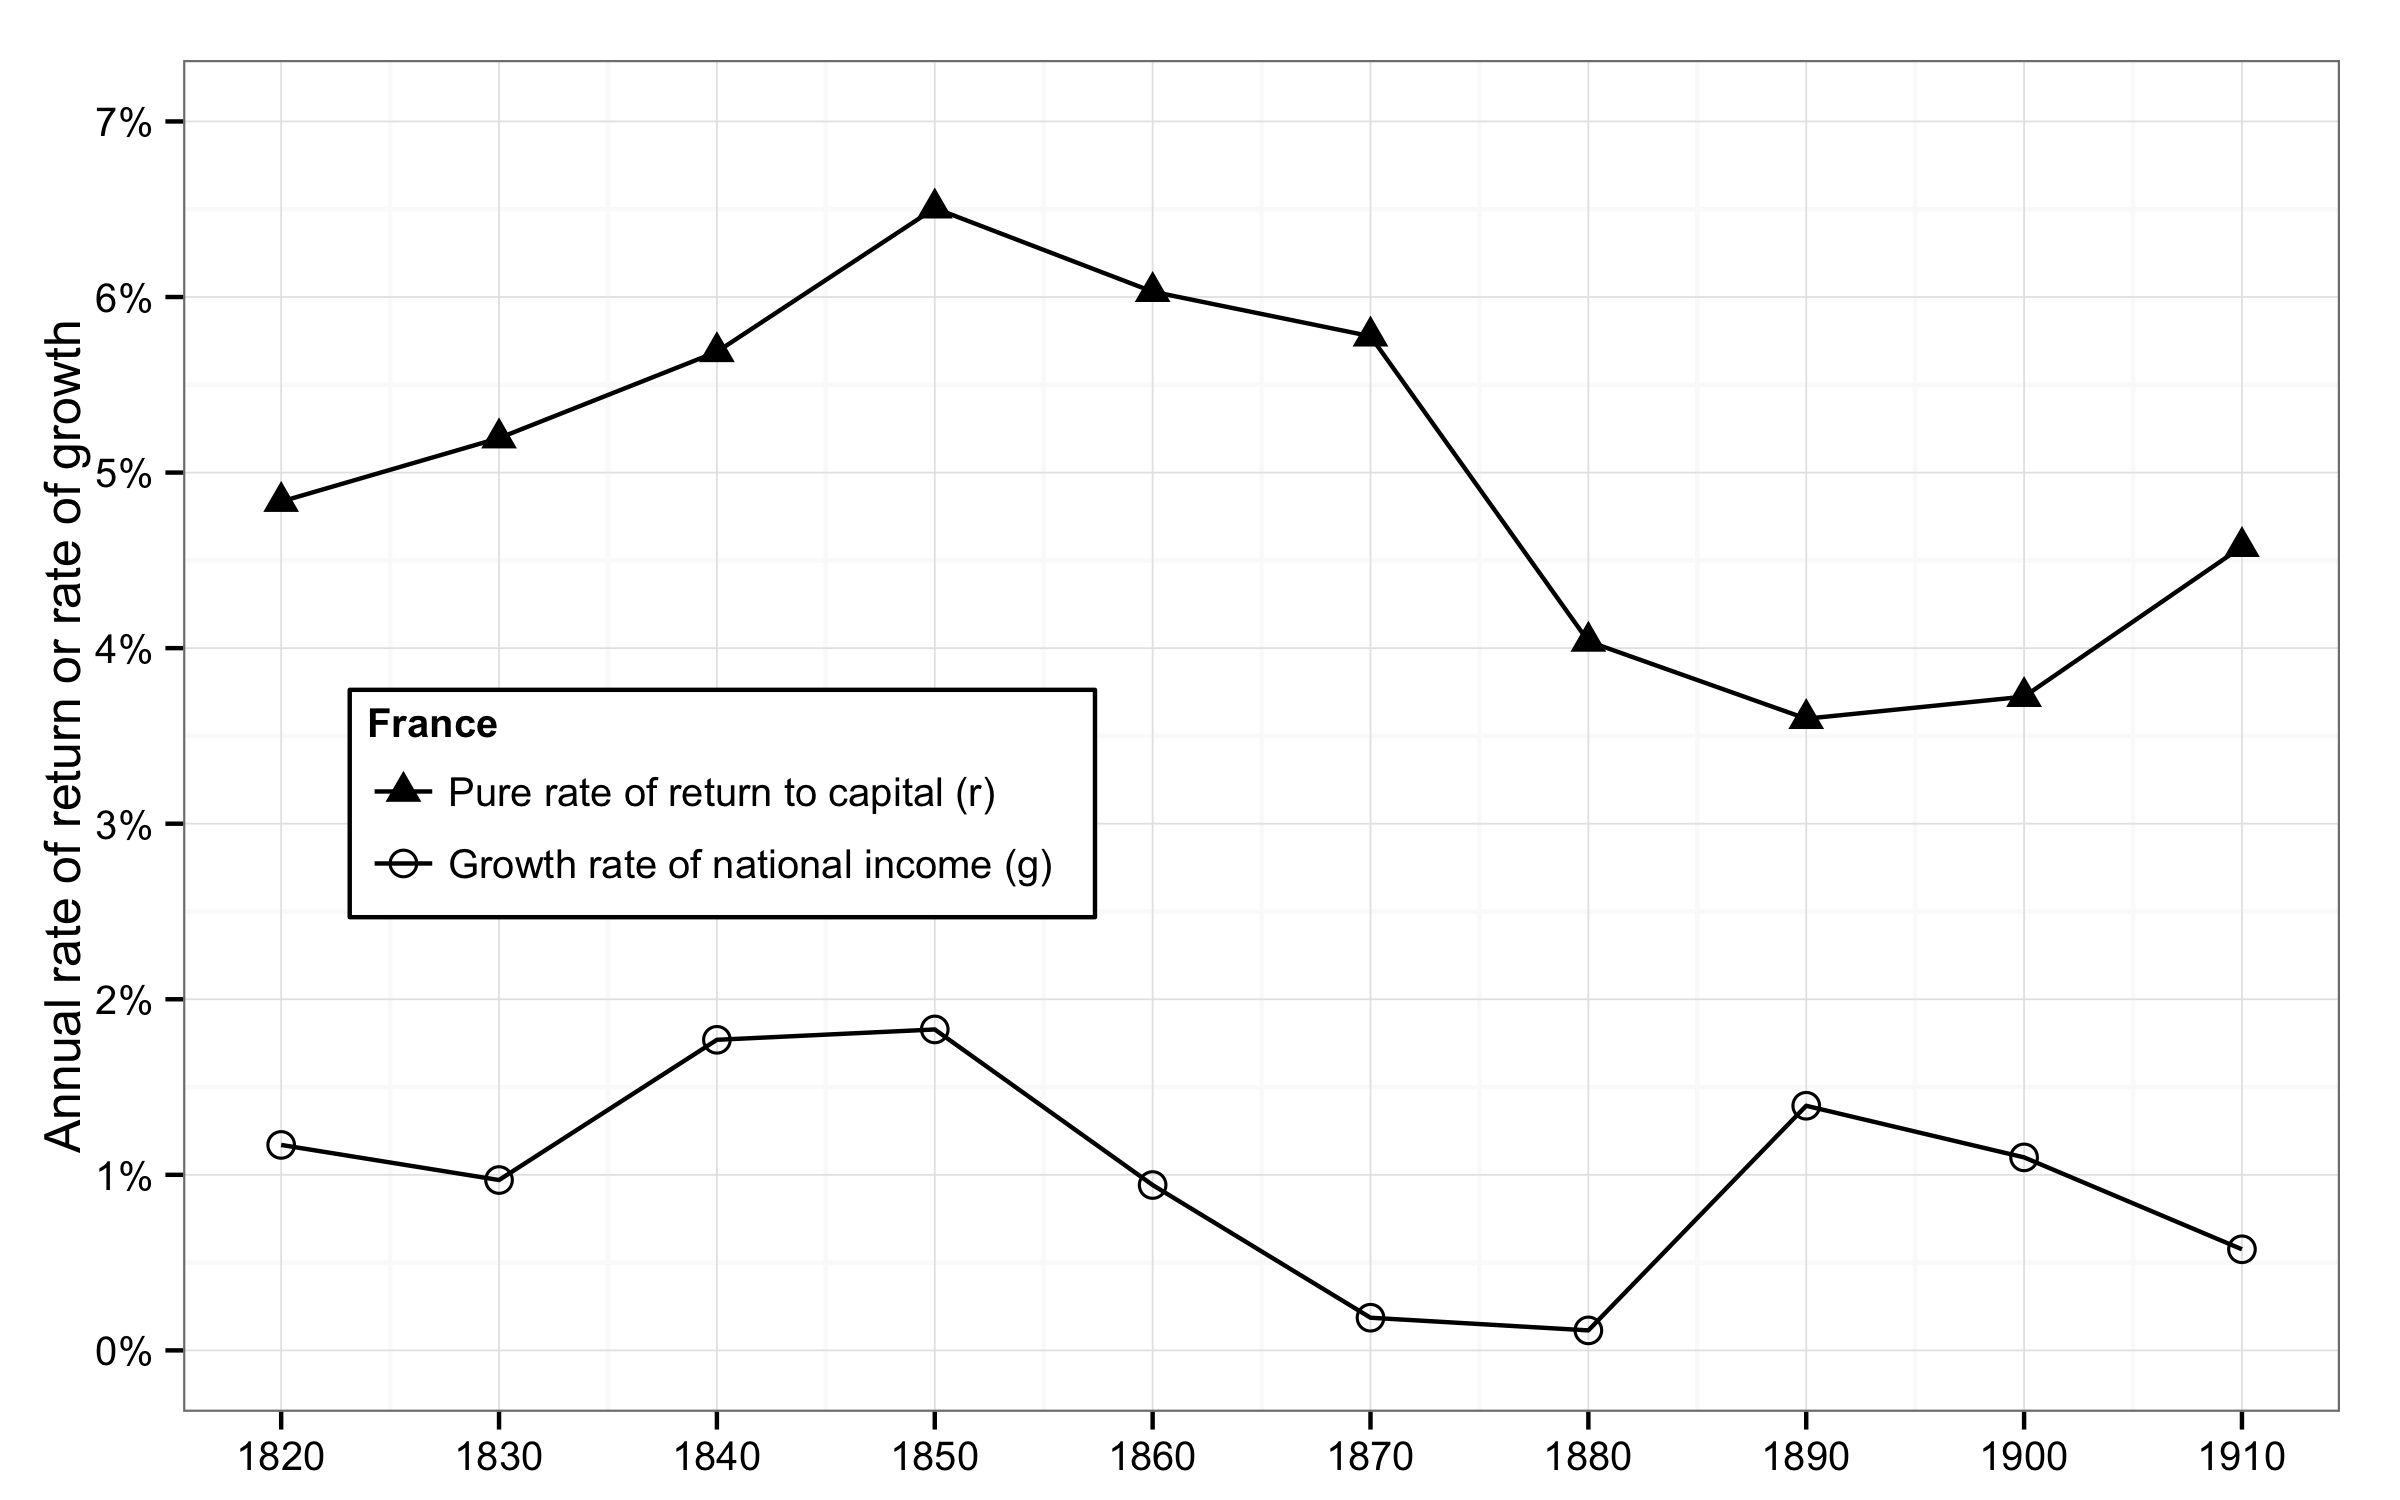 Annual rate of return or rate of growth
7%
6%
5%
4%
3%
2%
1%
0%
France
Pure rate of return to capital (r)
Growth rate of national income (g)
1820 1830 1840 1850 1860 1870 1880 1890 1900 1910